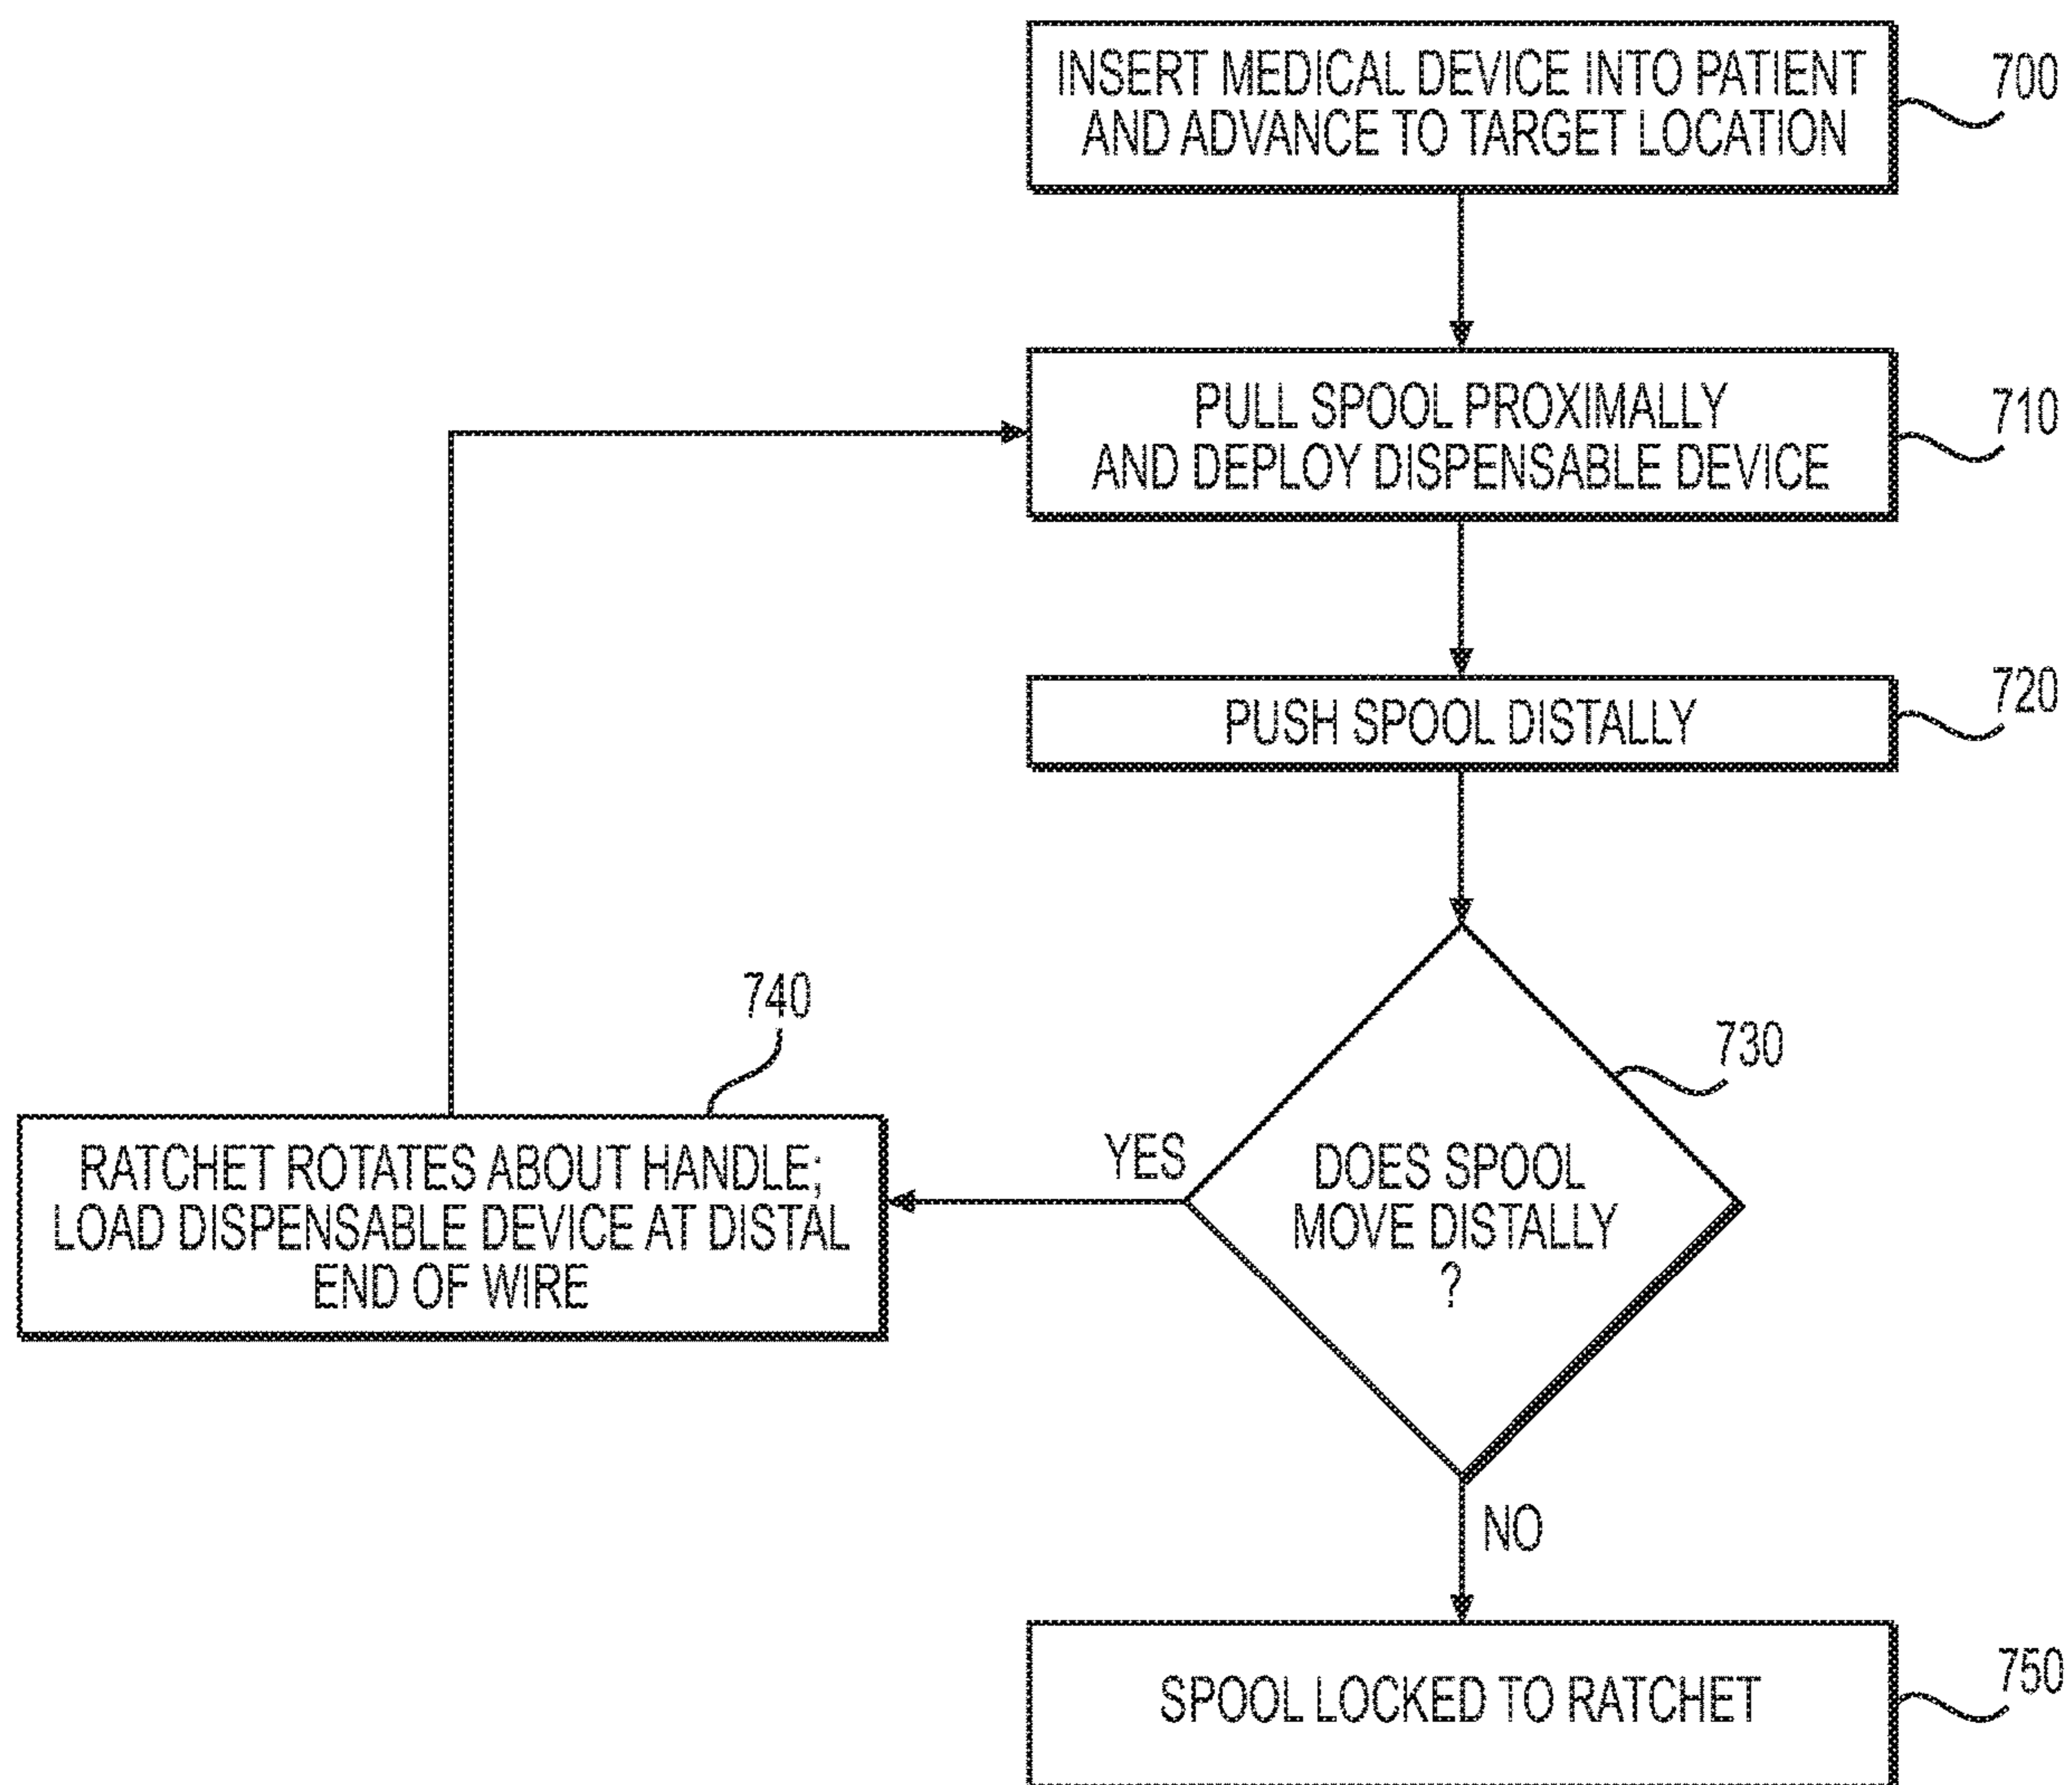 INSERT MEDICAL DEVICE INTO PATIENT
AND ADVANCE TO TARGET LOCATION
700
PULL SPOOL PROXIMALLY
AND DEPLOY DISPENSABLE DEVICE
710
PUSH SPOOL DISTALLY
720
730
DOES SPOOL
MOVE DISTALLY
?
YES
740
RATCHET ROTATES ABOUT HANDLE;
LOAD DISPENSABLE DEVICE AT DISTAL
END OF WIRE
NO
SPOOL LOCKED TO RATCHET
750